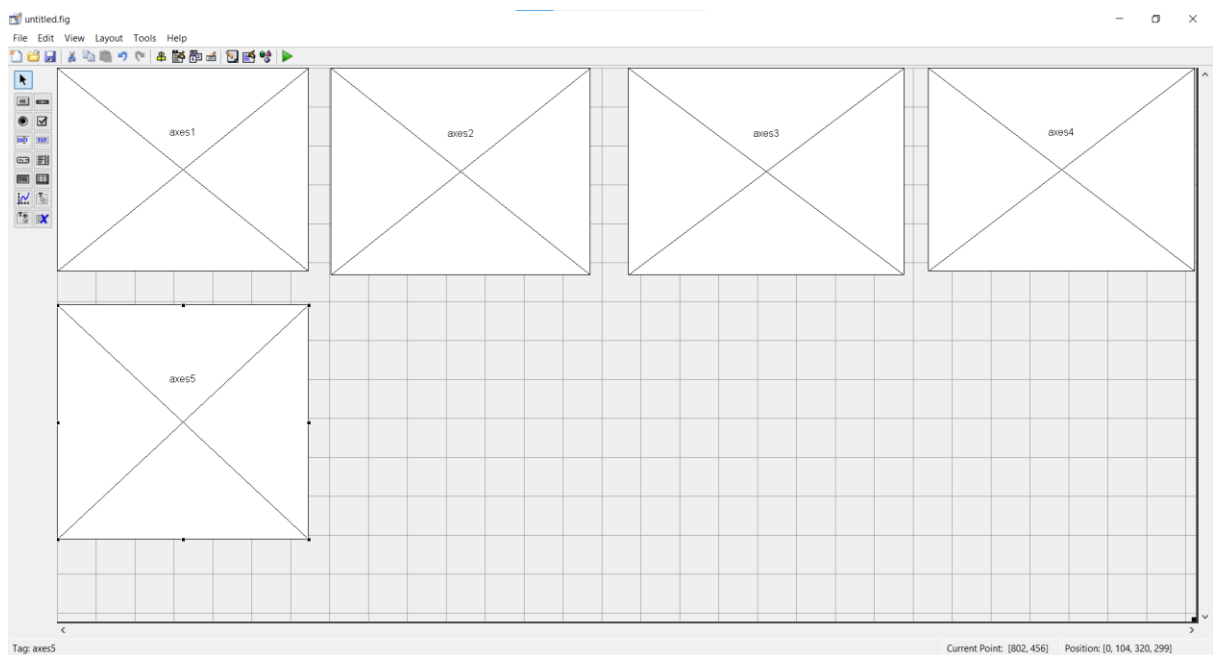 untitled.fig
File Edit View Layout Tools Help
axes1
axes2
axes3
axes4
axes5
Tag: axes5
Current Point: [802, 456] Position: [0, 104, 320, 299]